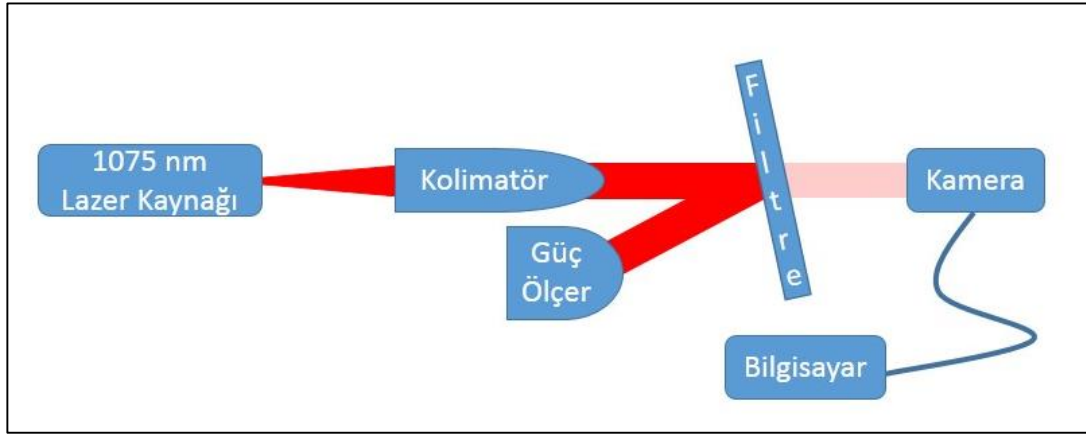 1075 nm
Lazer Kaynağı
Kolimatör
Güç
Ölçer
Filtre
Kamera
Bilgisayar